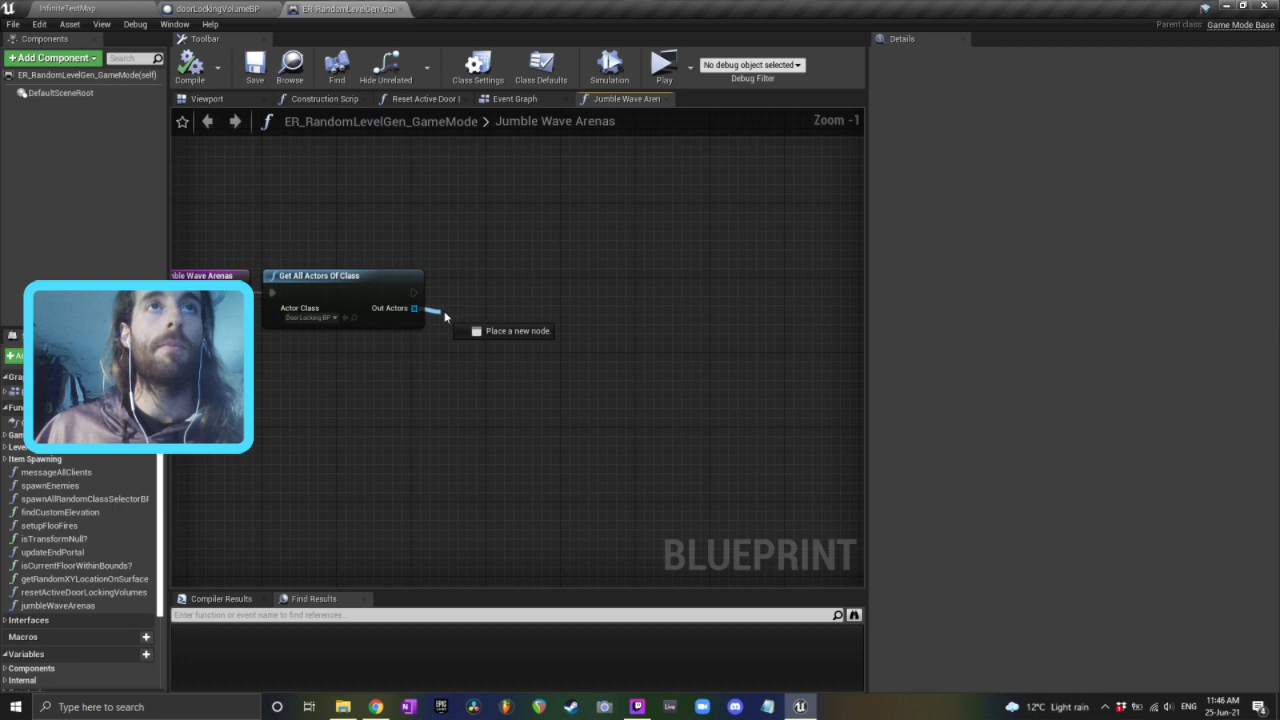 InfiniteTestMap
doorLockingVolumeBP
ER_RandomLevelGen_Ga
File Edit Asset View Debug Window Help
Parent class: Game Mode Base
Components
Toolbar
Details
+Add Component
Search
Compile
Save
Browse
Find
Hide Unrelated
Class Settings
Class Defaults
Simulation
Play
No debug object selected
Debug Filter
ER_RandomLevelGen_GameMode(self)
DefaultSceneRoot
Viewport
Construction Scrip
Reset Active Door l
Event Graph
Jumble Wave Aren
ER_RandomLevelGen_GameMode > Jumble Wave Arenas
Zoom -1
ble Wave Arenas
Get All Actors Of Class
Actor Class
Out Actors
DoorLocking BP
Place a new node.
Item Spawning
messageAllClients
spawnEnemies
spawnAllRandomClassSelectorBF
findCustomElevation
setupFlooFires
isTransformNull?
updateEndPortal
isCurrentFloorWithinBounds?
getRandomXYLocationOnSurface
resetActiveDoorLockingVolumes
jumbleWaveArenas
Interfaces
Macros
Variables
Components
Internal
BLUEPRINT
Compiler Results
Find Results
Enter function or event name to find references...
Type here to search
12°C Light rain
ENG
11:46 AM
25-Jun-21